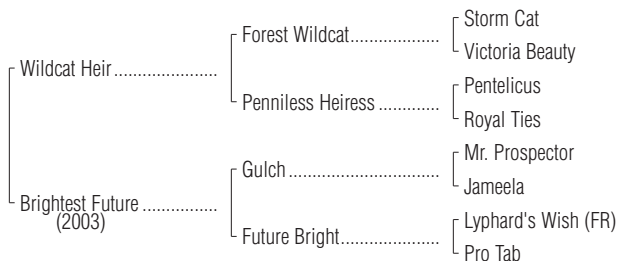 Storm Cat
Forest Wildcat....................
Victoria Beauty
Wildcat Heir.......................
Pentelicus
Penniless Heiress .............
Royal Ties
Mr. Prospector
Gulch ..................................
Jameela
Brightest Future .................
(2003)
Lyphard's Wish (FR)
Future Bright......................
Pro Tab